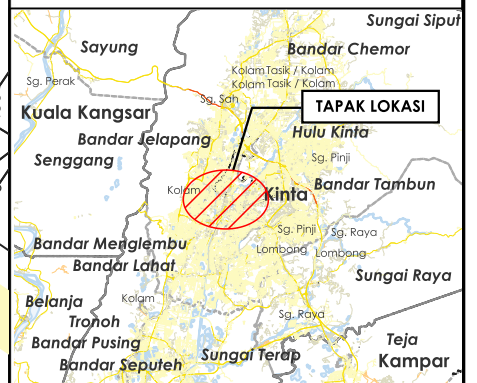 Sungai Siput
Sayung
Bandar Chemor
Kolam Tasik / Kolam
Kolam Tasik / Kolam
Sg. Perak
Sg. Sah
TAPAK LOKASI
Kuala Kangsar
Hulu Kinta
Bandar Jelapang
Senggang
Sg. Pinji
Kolam
Kinta
Bandar Tambun
Sg. Pinji
Sg. Raya
Bandar Menglembu
Lombong
Lombong
Bandar Lahat
Sungai Raya
Belanja
Kolam
Tronoh
Sg. Raya
Bandar Pusing
Teja
Sungai Terap
Kampar
Bandar Seputeh